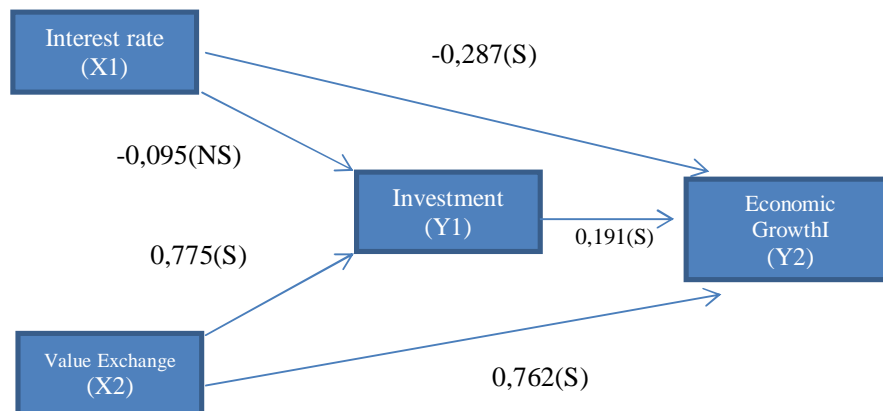 Interest rate
(X1)
-0,287(S)
-0,095(NS)
Investment
(Y1)
Economic
GrowthI
(Y2)
0,191(S)
0,775(S)
Value Exchange
(X2)
0,762(S)